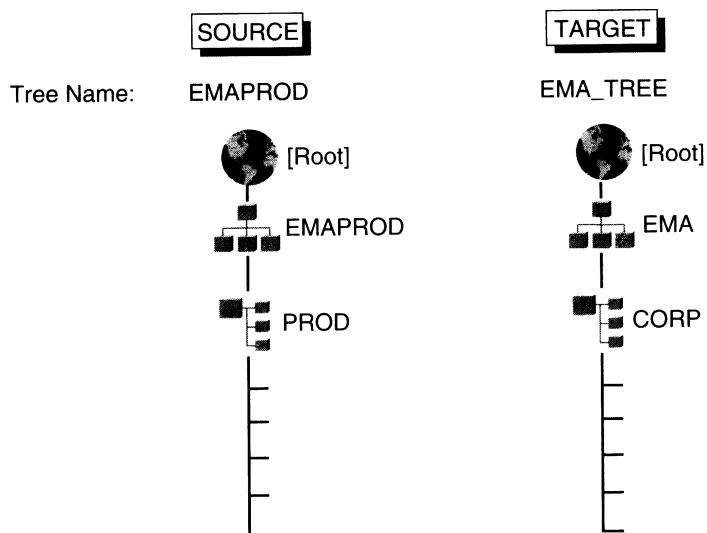 SOURCE TARGET
Tree Name: EMAPROD EMA_TREE
[Root] [Root]
EMAPROD EMA
PROD CORP